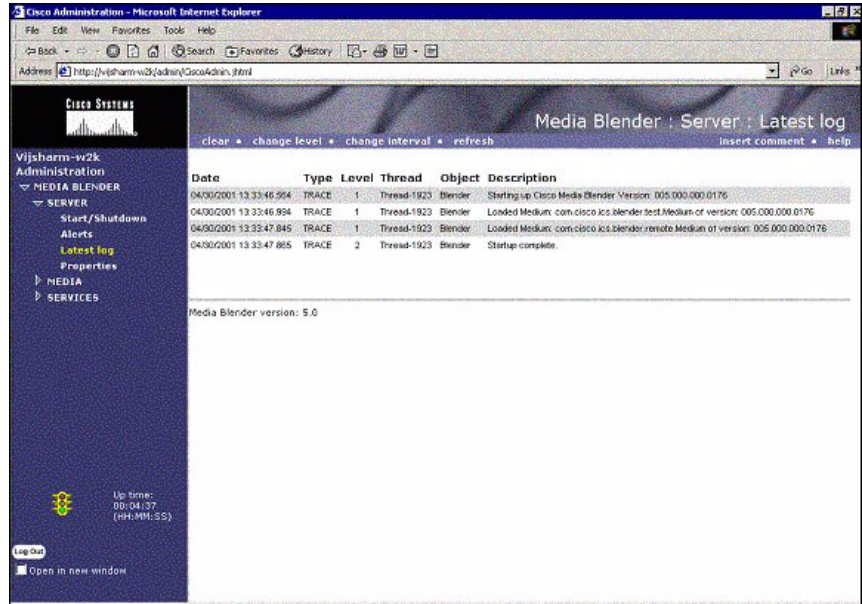 Cisco Administration - Microsoft Internet Explorer
File Edit View Favorites Tools Help
Back Search Favorites History
Address http://vijsharm-w2k/admin/CiscoAdmin.jhtml Go Links »
CISCO SYSTEMS
Media Blender : Server : Latest log
clear • change level • change interval • refresh insert comment • help
Vijsharm-w2k
Administration
MEDIA BLENDER
SERVER
Start/Shutdown
Alerts
Latest log
Properties
MEDIA
SERVICES
Date Type Level Thread Object Description
04/30/2001 13:33:46.564 TRACE 1 Thread-1923 Blender Starting up Cisco Media Blender Version: 005.000.000.0176
04/30/2001 13:33:46.934 TRACE 1 Thread-1923 Blender Loaded Medium: com.cisco.ics.blender.test.Medium of version: 005.000.000.0176
04/30/2001 13:33:47.845 TRACE 1 Thread-1923 Blender Loaded Medium: com.cisco.ics.blender.remote.Medium of version: 005.000.000.0176
04/30/2001 13:33:47.865 TRACE 2 Thread-1923 Blender Startup complete.
Media Blender version: 5.0
Up time:
00:04:37
(HH:MM:SS)
Log Out
Open in new window